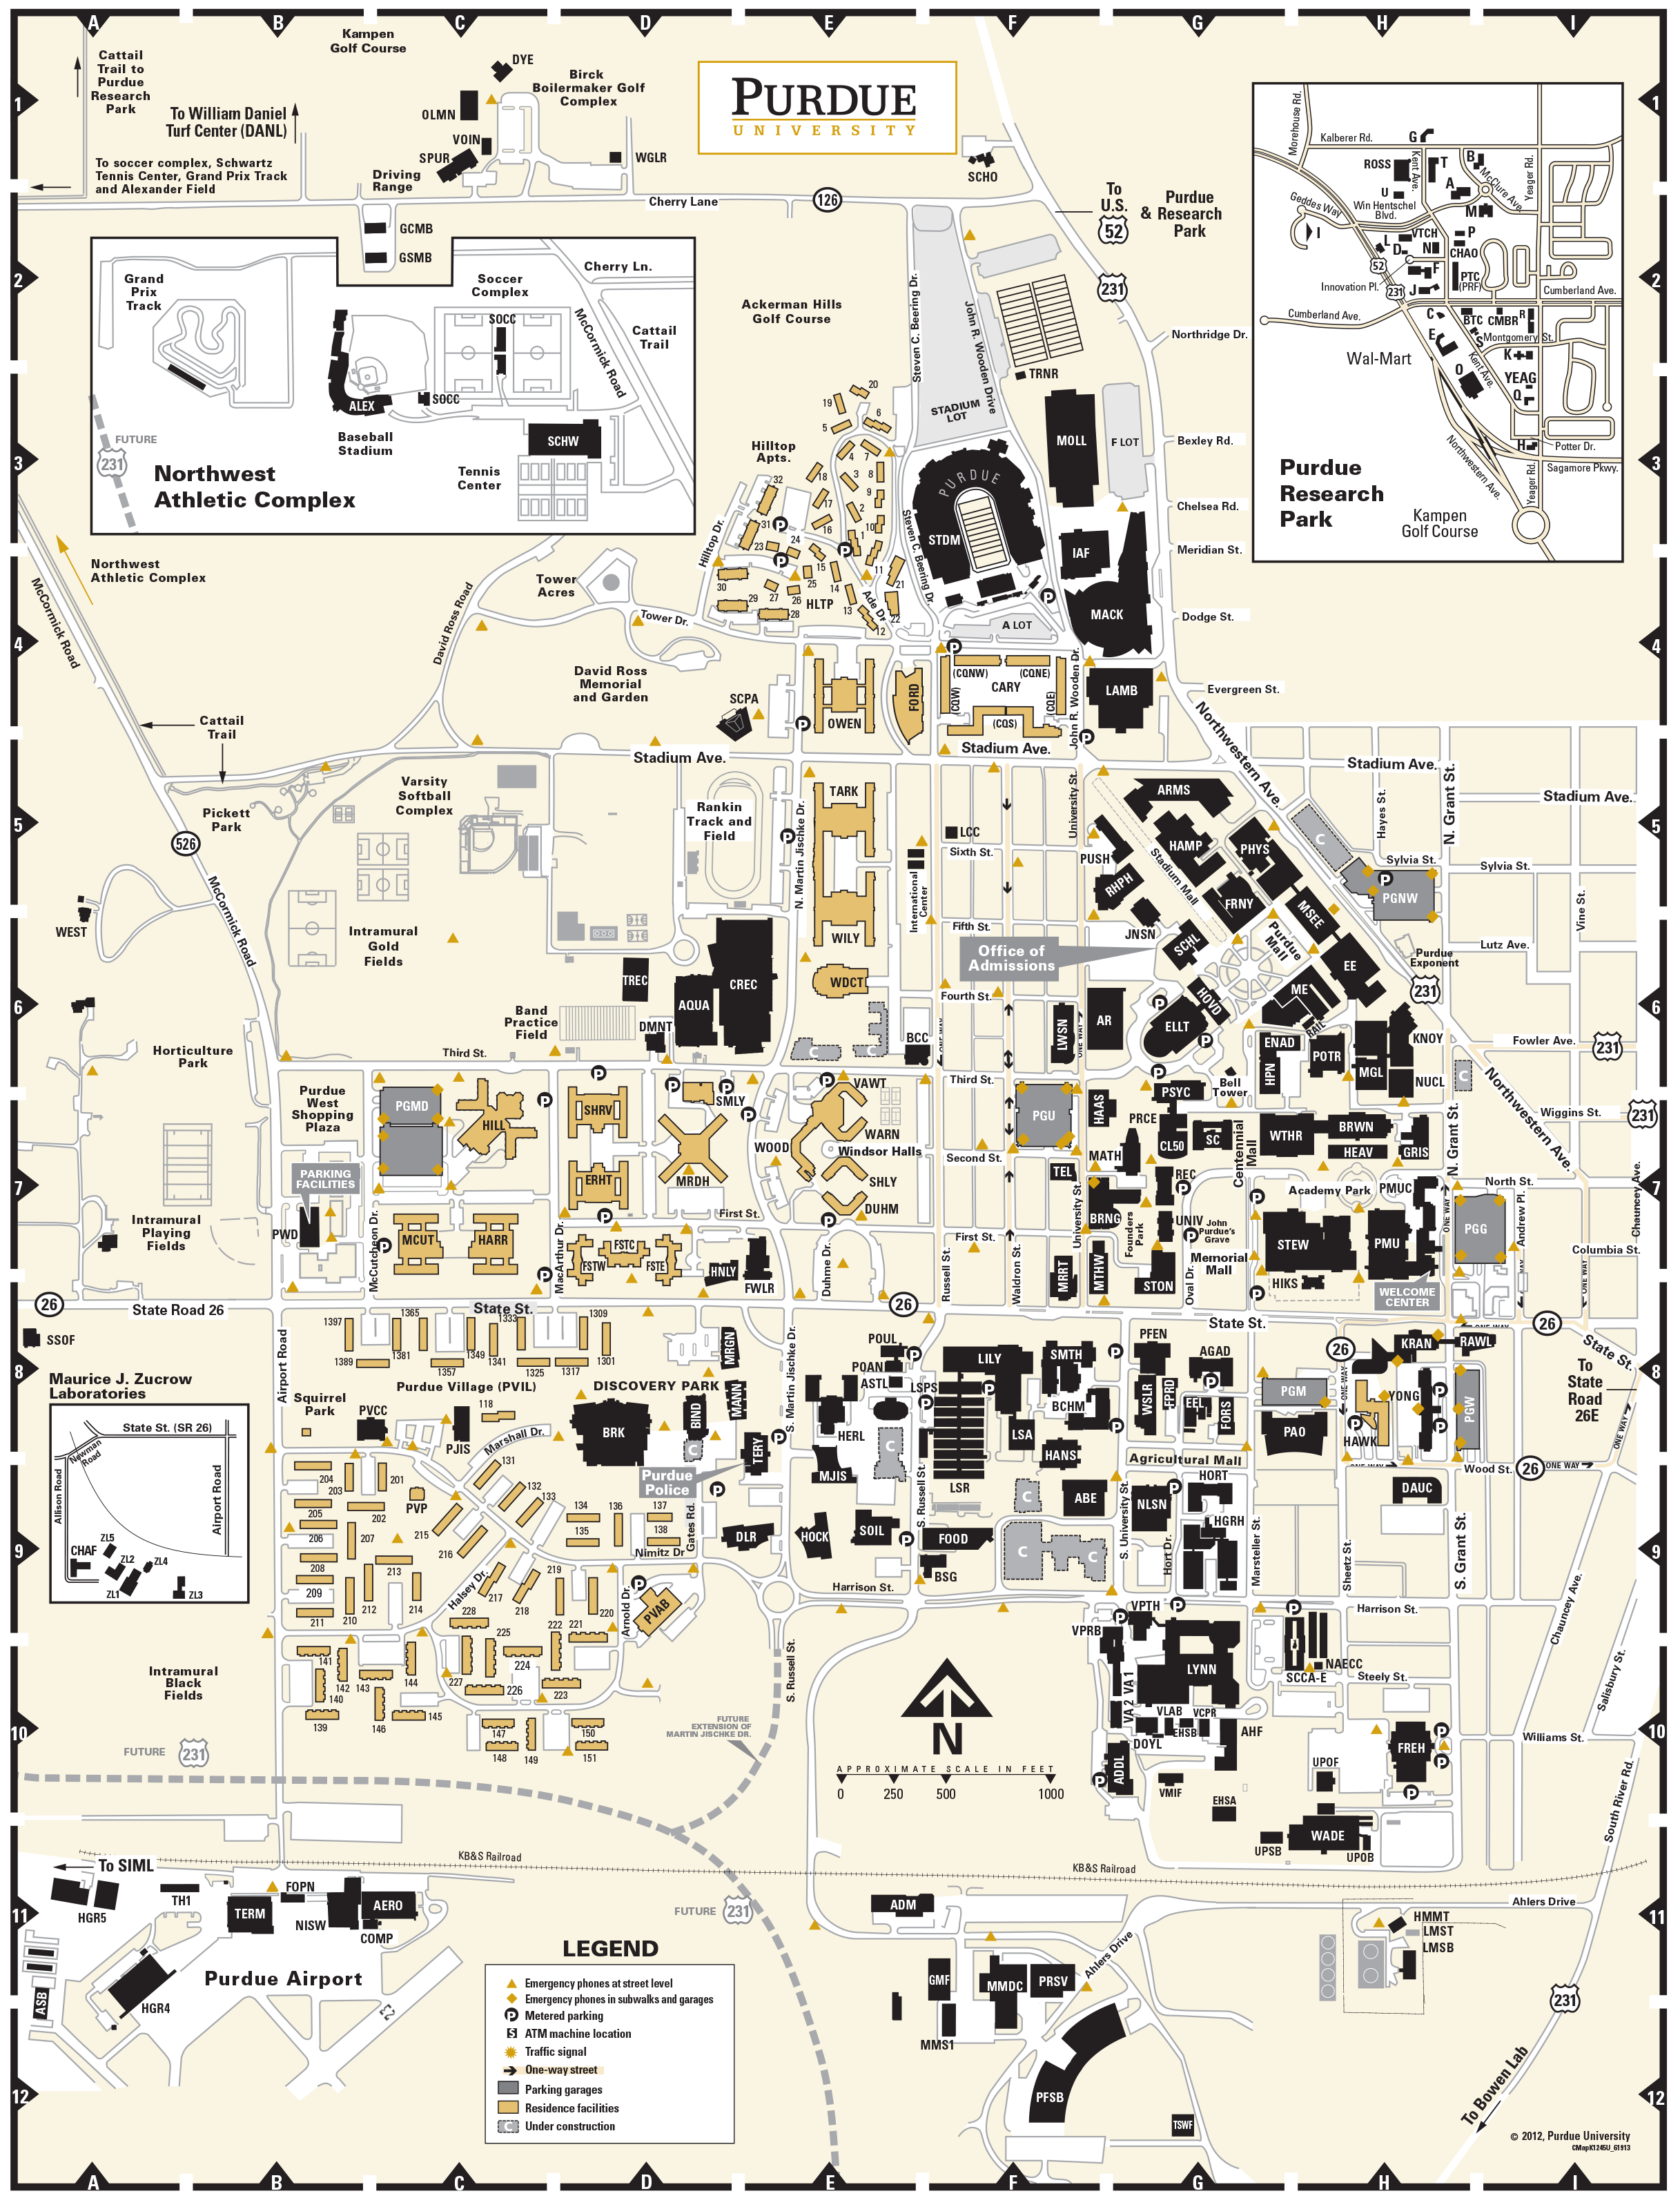 A B C D E F G H I
Kampen
Golf Course
Cattail
Trail to
Purdue
Research
Park
To William Daniel
Turf Center (DANL)
To soccer complex, Schwartz
Tennis Center, Grand Prix Track
and Alexander Field
DYE
OLMN
VOIN
SPUR
Driving
Range
Birck
Boilermaker Golf
Complex
WGLR
PURDUE
UNIVERSITY
SCHO
Cherry Lane
126
To
U.S.
52
Purdue
& Research
Park
231
GCMB
GSMB
Grand
Prix
Track
Soccer
Complex
SOCC
Cherry Ln.
McCormick Road
Cattail
Trail
ALEX
SOCC
Baseball
Stadium
SCHW
Tennis
Center
FUTURE
231
Northwest
Athletic Complex
Ackerman Hills
Golf Course
Steven C. Beering Dr.
John R. Wooden Drive
STADIUM
LOT
TRNR
Northridge Dr.
MOLL
F LOT
Bexley Rd.
Chelsea Rd.
Meridian St.
Dodge St.
Evergreen St.
Morehouse Rd.
Kalberer Rd.
G
ROSS
Kent Ave.
T
B
McClure Ave.
Yeager Rd.
U
A
Geddes Way
Win Hentschel
Blvd.
M
I
L
VTCH
P
D
N
CHAO
52
F
PTC
(PRF)
Innovation Pl.
231
J
Cumberland Ave.
Cumberland Ave.
C
BTC
CMBR
R
E
S
Montgomery St.
K
Wal-Mart
Kent Ave.
O
YEAG
Q
Northwestern Ave.
H
Potter Dr.
Sagamore Pkwy.
Yeager Rd.
Purdue
Research
Park
Kampen
Golf Course
Northwest
Athletic Complex
McCormick Road
David Ross Road
Tower
Acres
Tower Dr.
Hilltop
Apts.
Hilltop Dr.
HLTP
Ade Dr.
Steven C. Beering Dr.
PURDUE
STDM
IAF
MACK
A LOT
LAMB
David Ross
Memorial
and Garden
SCPA
OWEN
FORD
(CQNW)
(CQNE)
(CQW)
CARY
(CQE)
(CQS)
John R. Wooden Dr.
Northwestern Ave.
Cattail
Trail
Stadium Ave.
Stadium Ave.
Stadium Ave.
Stadium Ave.
Pickett
Park
526
McCormick Road
Varsity
Softball
Complex
Rankin
Track and
Field
N. Martin Jischke Dr.
TARK
WILY
LCC
Sixth St.
International
Center
Fifth St.
University St.
ARMS
HAMP
PHYS
PUSH
RHPH
Stadium Mall
FRNY
MSEE
JNSN
SCHL
Purdue
Mall
EE
Office of
Admissions
Hayes St.
N. Grant St.
Sylvia St.
Sylvia St.
PGNW
Vine St.
Lutz Ave.
Purdue
Exponent
231
WEST
Intramural
Gold
Fields
TREC
AQUA
CREC
WDCT
Band
Practice
Field
DMNT
BCC
Fourth St.
LWSN
ONE WAY
AR
ELLT
HOVD
ME
RAIL
ENAD
POTR
HPN
MGL
KNOY
NUCL
Fowler Ave.
231
Horticulture
Park
Third St.
Purdue
West
Shopping
Plaza
PGMD
HILL
SHRV
SMLY
VAWT
WOOD
WARN
Windsor Halls
SHLY
DUHM
Third St.
PGU
HAAS
PSYC
Bell
Tower
PRCE
CL50
SC
Centennial
Mall
WTHR
BRWN
HEAV
GRIS
Wiggins St.
231
Northwestern Ave.
N. Grant St.
Second St.
MATH
TEL
REC
ERHT
MRDH
PARKING
FACILITIES
PWD
Intramural
Playing
Fields
McCutcheon Dr.
MCUT
HARR
MacArthur Dr.
First St.
FSTC
FSTW
FSTE
HNLY
FWLR
Duhme Dr.
First St.
Russell St.
Waldron St.
University St.
BRNG
Founders
Park
UNIV
John
Purdue's
Grave
Memorial
Mall
MRRT
MTHW
STON
Oval Dr.
Academy Park
PMUC
STEW
PMU
HIKS
WELCOME
CENTER
PGG
North St.
Andrew Pl.
Columbia St.
Chauncey Ave.
ONE WAY
26
State Road 26
State St.
26
State St.
26
State St.
SSOF
Maurice J. Zucrow
Laboratories
State St. (SR 26)
Newman
Road
Allison Road
Airport Road
CHAF
ZL5
ZL2
ZL4
ZL1
ZL3
Airport Road
1397
1365
1333
1309
1389
1381
1357
1349
1341
1325
1317
1301
Purdue Village (PVIL)
Squirrel
Park
PVCC
PJIS
118
Marshall Dr.
DISCOVERY PARK
BRK
BIND
MANN
MRGN
TERY
Purdue
Police
S. Martin Jischke Dr.
POUL
POAN
ASTL
HERL
MJIS
LSPS
LILY
SMTH
BCHM
LSA
HANS
LSR
PFEN
AGAD
WSLR
FPRD
EEL
FORS
Agricultural Mall
PGM
PAO
26
KRAN
RAWL
YONG
HAWK
PGW
To
State
Road
26E
Wood St.
26
ONE WAY
204
203
201
205
202
206
207
208
209
213
211
210
212
214
PVP
215
216
131
132
133
134
135
136
137
138
Gates Rd.
Nimitz Dr
Halsey Dr.
217
218
219
220
DLR
HOCK
SOIL
FOOD
BSG
S. Russell St.
ABE
NLSN
HORT
HGRH
Hort Dr.
S. University St.
Marsteller St.
Sheetz St.
DAUC
S. Grant St.
Harrison St.
Harrison St.
Chauncey Ave.
Salisbury St.
Arnold Dr.
PVAB
228
225
222
221
224
227
226
223
141
142
143
144
140
139
146
145
147
148
149
150
151
Intramural
Black
Fields
S. Russell St.
FUTURE
EXTENSION OF
MARTIN JISCHKE DR.
FUTURE
231
N
APPROXIMATE SCALE IN FEET
0 250 500 1000
VPTH
VPRB
LYNN
VA 1
VA 2
VLAB
VCPR
EHSB
DOYL
AHF
ADDL
VMIF
EHSA
NAECC
SCCA-E
Steely St.
FREH
Williams St.
UPOF
WADE
UPSB
UPOB
South River Rd.
To SIML
KB&S Railroad
KB&S Railroad
HGR5
TH1
FOPN
TERM
NISW
AERO
COMP
ASB
HGR4
Purdue Airport
FUTURE
231
ADM
GMF
MMDC
PRSV
MMS1
PFSB
TSWF
Ahlers Drive
Ahlers Drive
HMMT
LMST
LMSB
231
To Bowen Lab
LEGEND
Emergency phones at street level
Emergency phones in subwalks and garages
Metered parking
ATM machine location
Traffic signal
One-way street
Parking garages
Residence facilities
Under construction
© 2012, Purdue University
CMapK1245U_61913
A B C D E F G H I